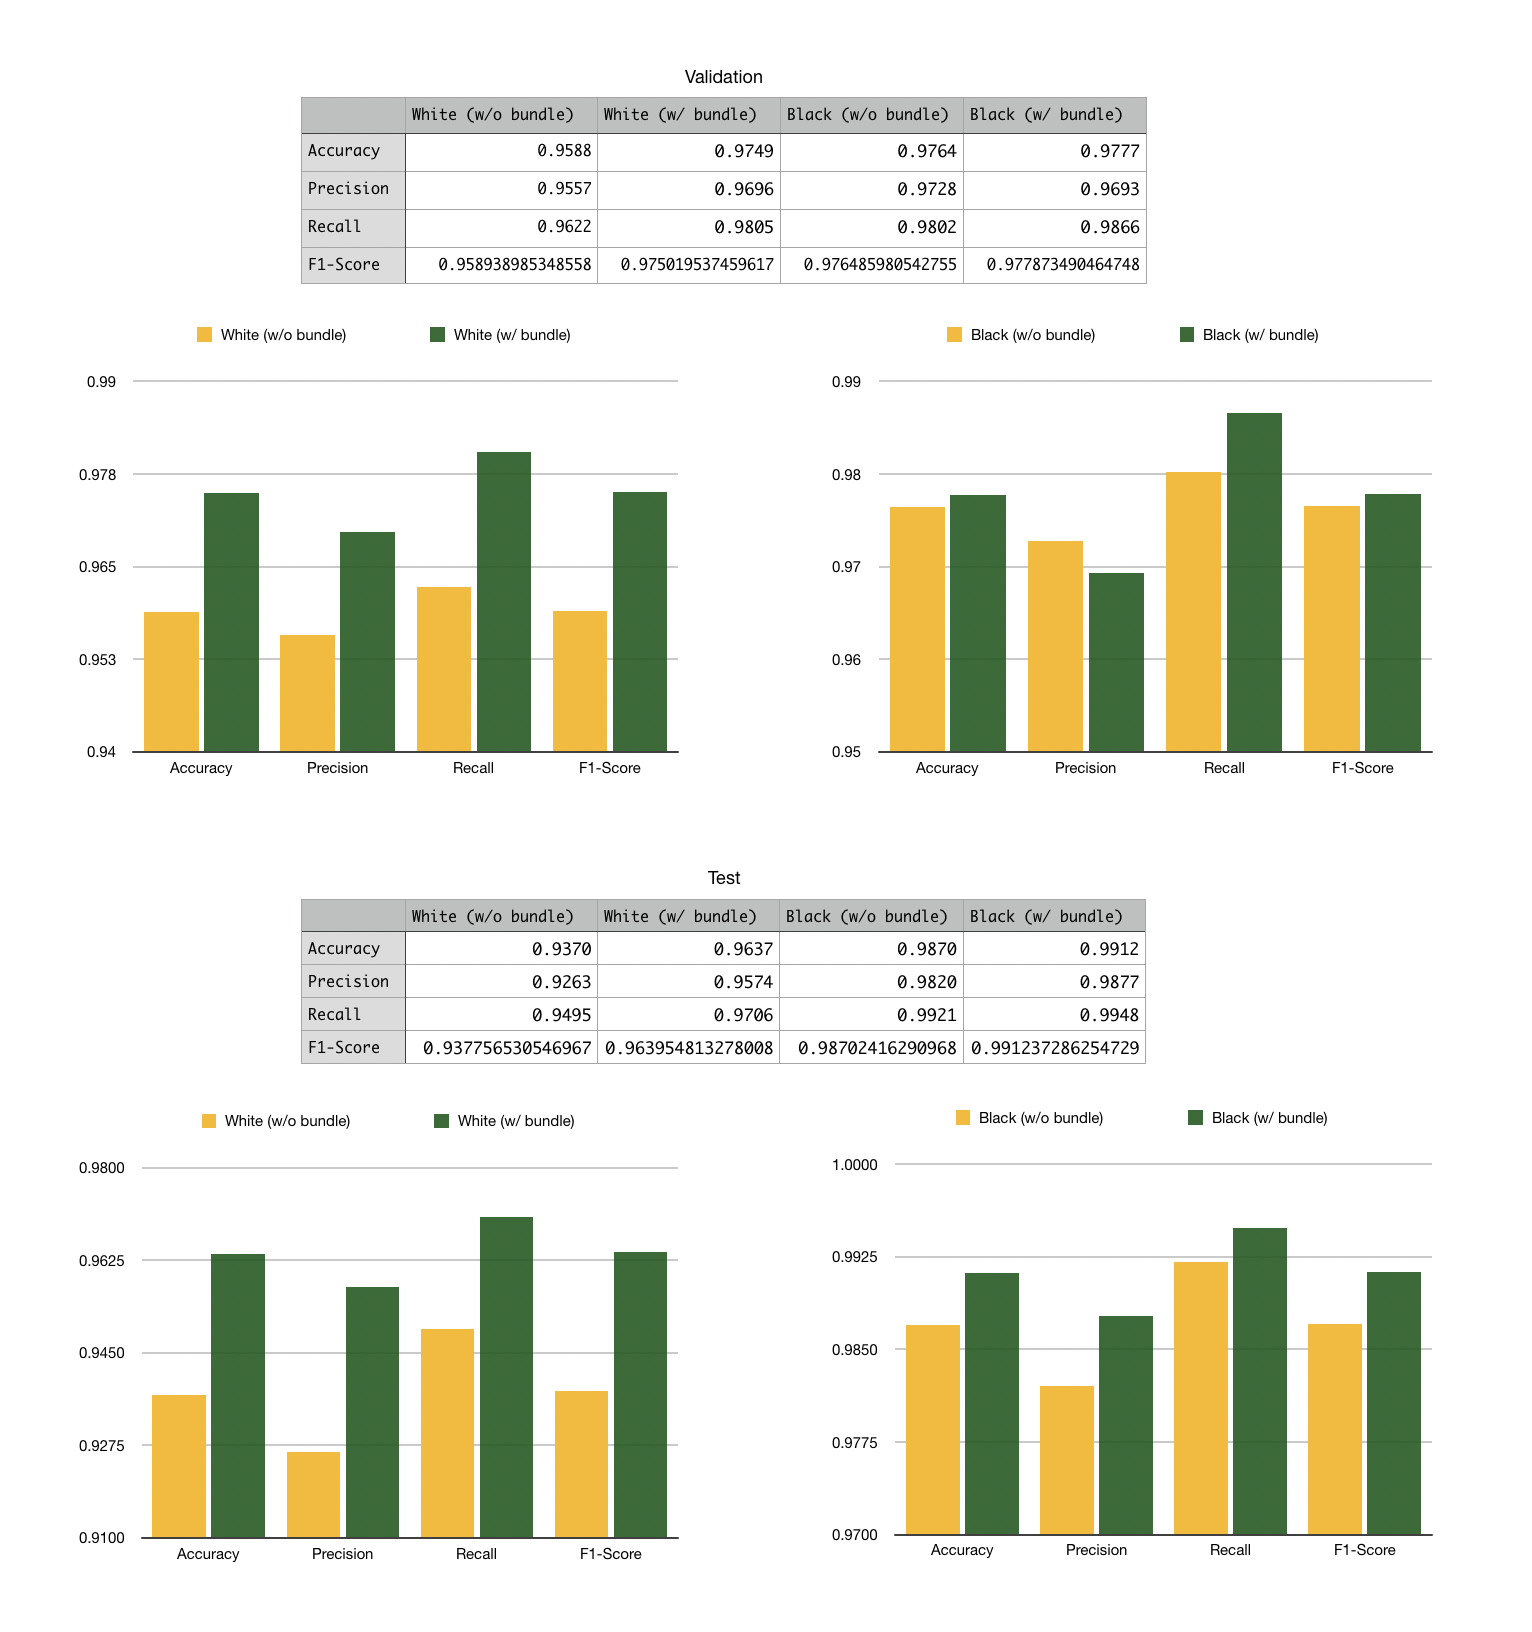 Validation
White (w/o bundle) White (w/ bundle) Black (w/o bundle) Black (w/ bundle)
Accuracy 0.9588 0.9749 0.9764 0.9777
Precision 0.9557 0.9696 0.9728 0.9693
Recall 0.9622 0.9805 0.9802 0.9866
F1-Score 0.958938985348558 0.975019537459617 0.976485980542755 0.977873490464748
White (w/o bundle) White (w/ bundle)
0.99
0.978
0.965
0.953
0.94
Accuracy Precision Recall F1-Score
Black (w/o bundle) Black (w/ bundle)
0.99
0.98
0.97
0.96
0.95
Accuracy Precision Recall F1-Score
Test
White (w/o bundle) White (w/ bundle) Black (w/o bundle) Black (w/ bundle)
Accuracy 0.9370 0.9637 0.9870 0.9912
Precision 0.9263 0.9574 0.9820 0.9877
Recall 0.9495 0.9706 0.9921 0.9948
F1-Score 0.937756530546967 0.963954813278008 0.98702416290968 0.991237286254729
White (w/o bundle) White (w/ bundle)
0.9800
0.9625
0.9450
0.9275
0.9100
Accuracy Precision Recall F1-Score
Black (w/o bundle) Black (w/ bundle)
1.0000
0.9925
0.9850
0.9775
0.9700
Accuracy Precision Recall F1-Score